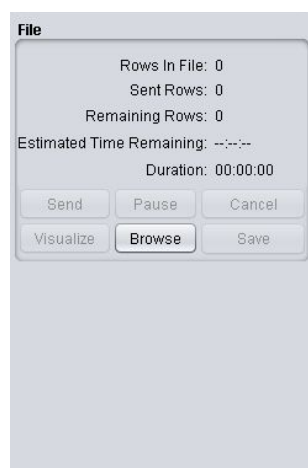 File
Rows In File: 0
Sent Rows: 0
Remaining Rows: 0
Estimated Time Remaining: --:--:--
Duration: 00:00:00
Send Pause Cancel
Visualize Browse Save